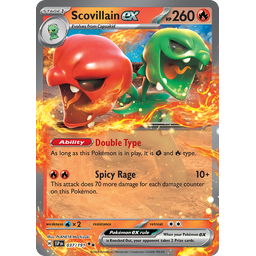 STAGE 1
Scovillain ex
HP 260
Evolves from Capsakid
Ability Double Type
As long as this Pokémon is in play, it is and type.
Spicy Rage 10+
This attack does 70 more damage for each damage counter
on this Pokémon.
weakness ×2 resistance retreat
Pokémon ex rule
When your Pokémon ex
is Knocked Out, your opponent takes 2 Prize cards.
037/191